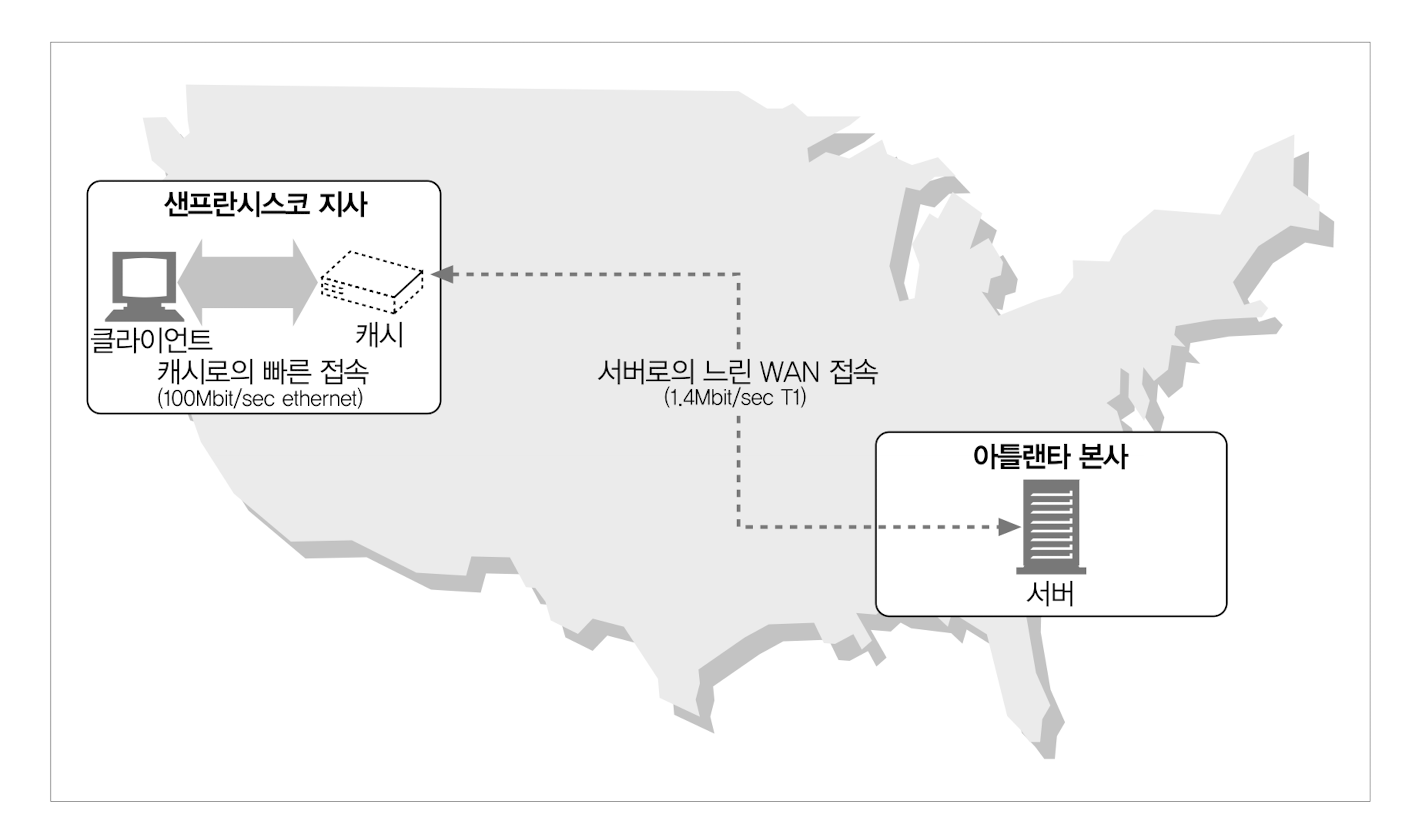 샌프란시스코 지사
클라이언트
캐시
캐시로의 빠른 접속
(100Mbit/sec ethernet)
서버로의 느린 WAN 접속
(1.4Mbit/sec T1)
아틀랜타 본사
서버